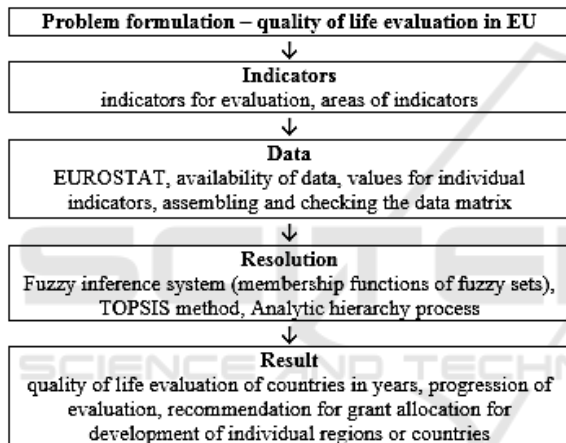 Problem formulation – quality of life evaluation in EU
↓
Indicators
indicators for evaluation, areas of indicators
↓
Data
EUROSTAT, availability of data, values for individual
indicators, assembling and checking the data matrix
↓
Resolution
Fuzzy inference system (membership functions of fuzzy sets),
TOPSIS method, Analytic hierarchy process
↓
Result
quality of life evaluation of countries in years, progression of
evaluation, recommendation for grant allocation for
development of individual regions or countries